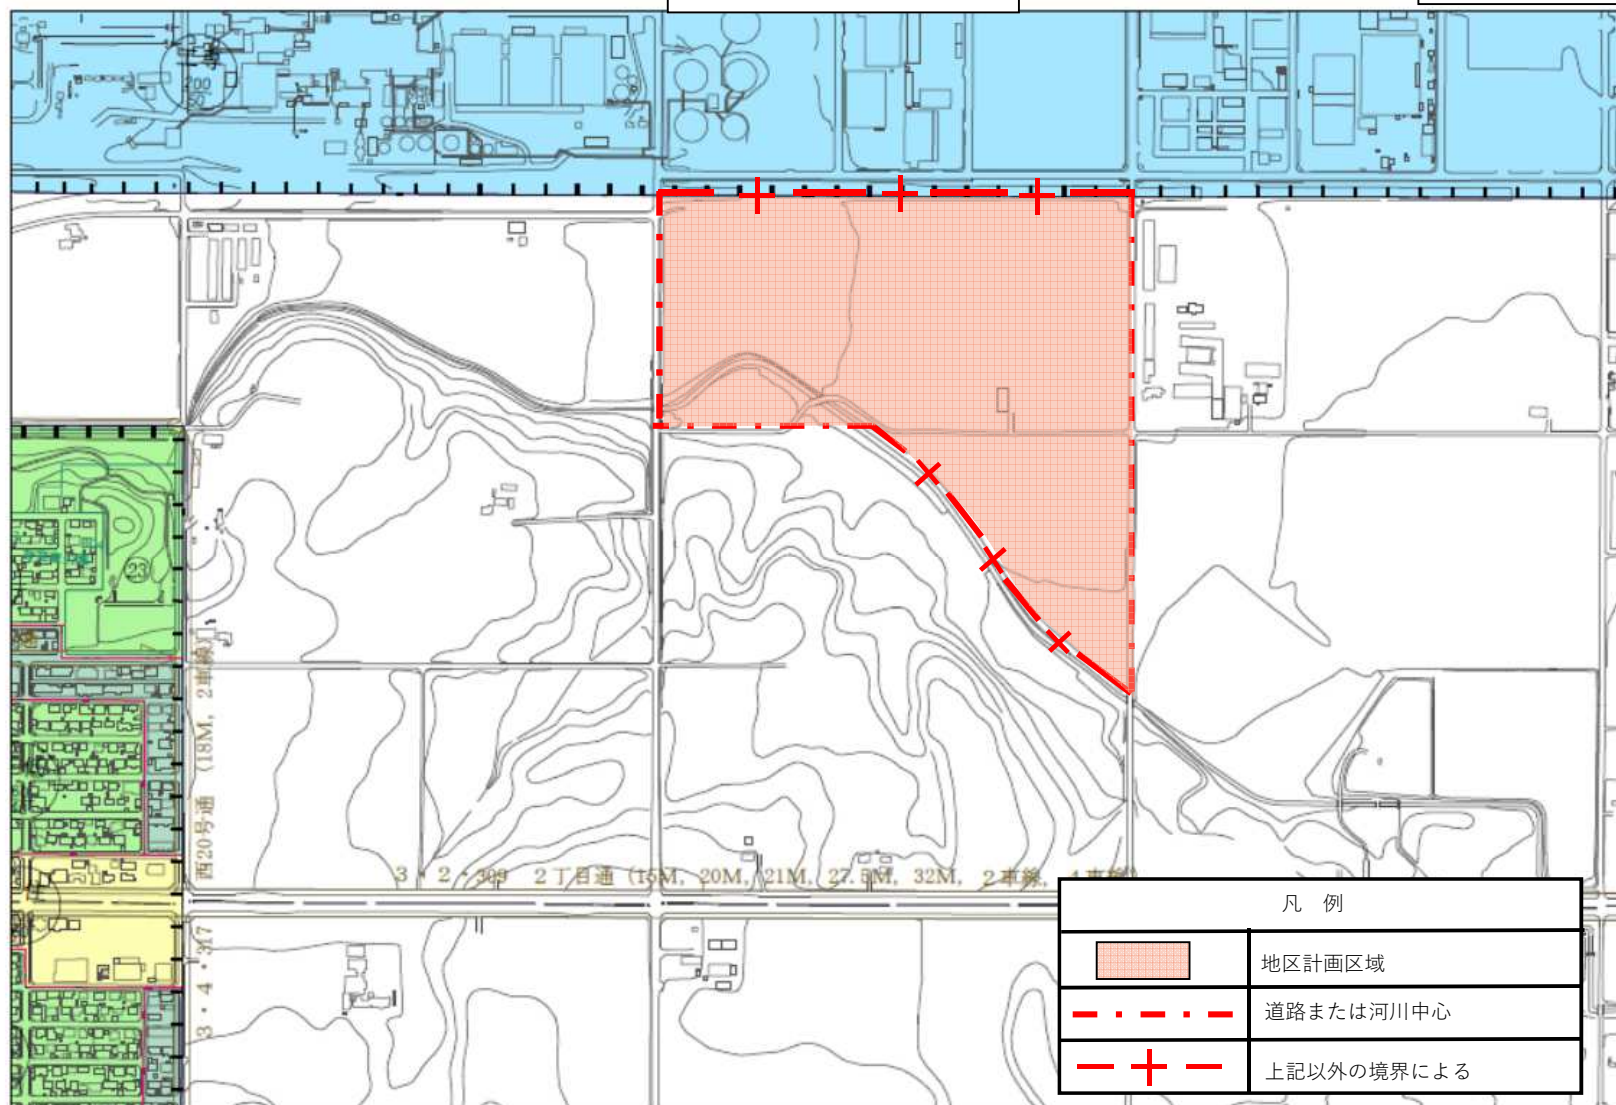 200
50
23
西20号通 (18M, 2車線)
3・2・309 2丁目通 (15M, 20M, 21M, 27.5M, 32M, 2車線, 4車線)
3・4・317
凡 例
地区計画区域
道路または河川中心
上記以外の境界による